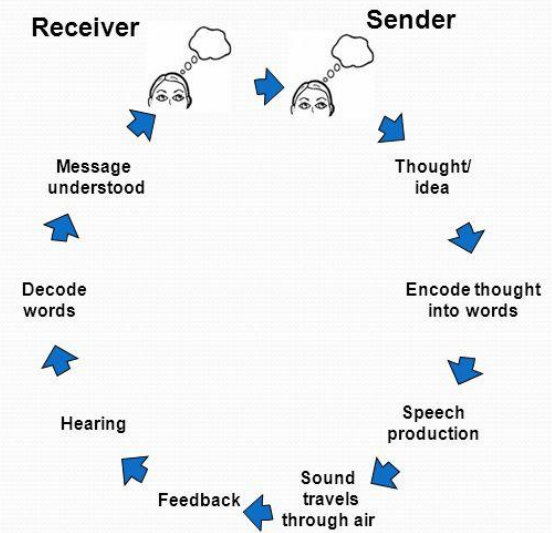 Receiver
Sender
Thought/
idea
Encode thought
into words
Speech
production
Sound
travels
through air
Feedback
Hearing
Decode
words
Message
understood